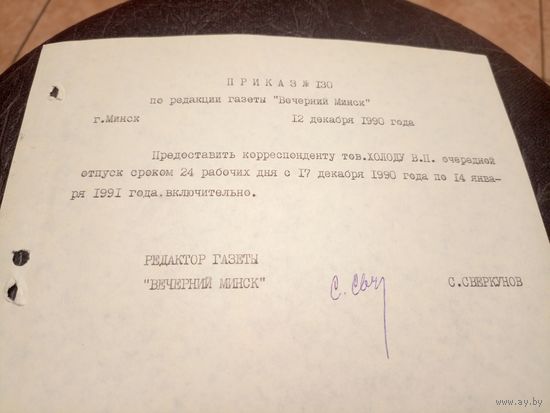 ПРИКАЗ № 130
по редакции газеты "Вечерний Минск"
г.Минск 12 декабря 1990 года
Предоставить корреспонденту тов.ХОЛОДУ В.П. очередной
отпуск сроком 24 рабочих дня с 17 декабря 1990 года по 14 янва-
ря 1991 года.включительно.
РЕДАКТОР ГАЗЕТЫ
"ВЕЧЕРНИЙ МИНСК" С.СВЕРКУНОВ
www.ay.by